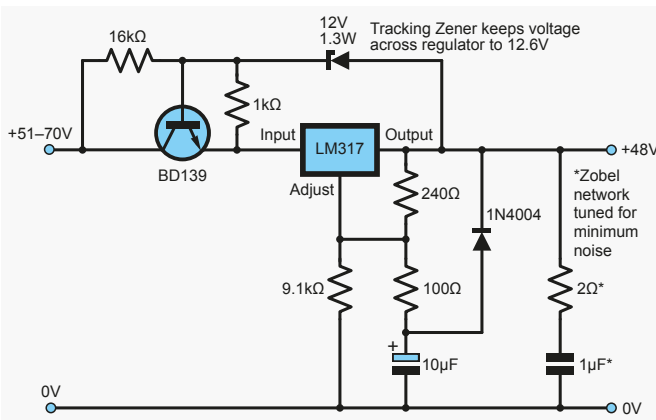 12V
1.3W
Tracking Zener keeps voltage
across regulator to 12.6V
16kΩ
1kΩ
+51–70V
BD139
Input
LM317
Output
Adjust
+48V
240Ω
1N4004
*Zobel
network
tuned for
minimum
noise
9.1kΩ
100Ω
2Ω*
+
10µF
1µF*
0V
0V